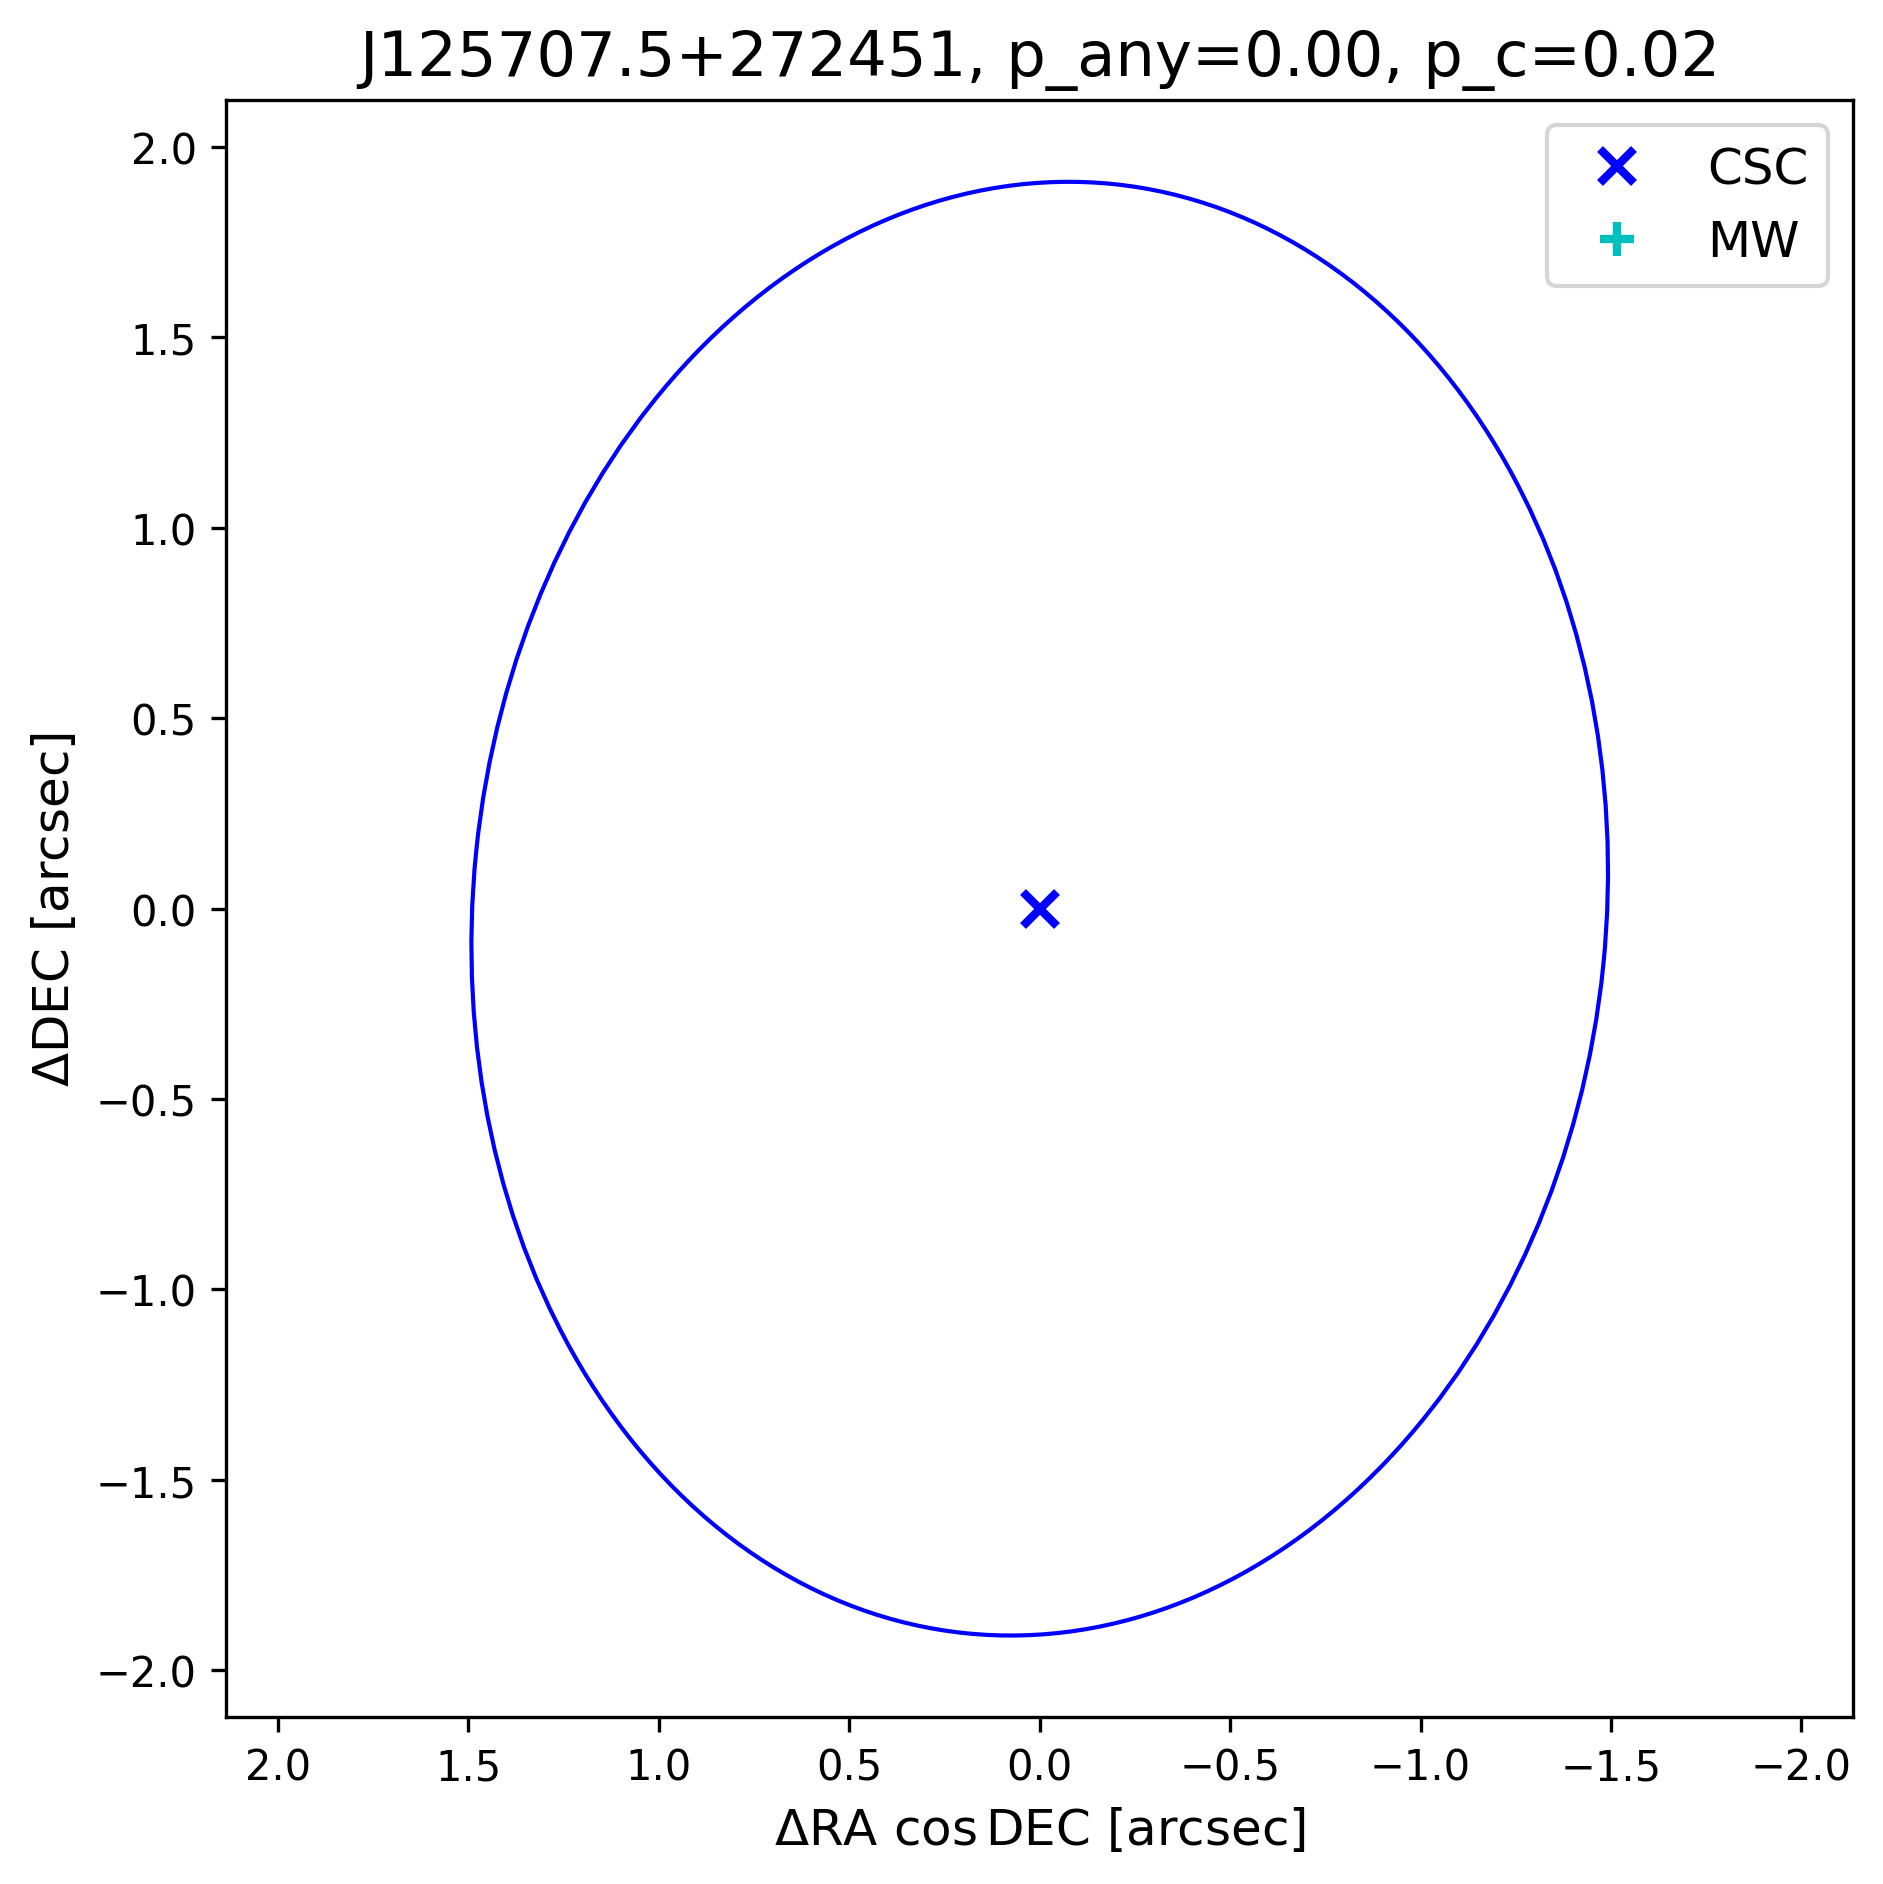 J125707.5+272451, p_any=0.00, p_c=0.02
CSC
MW
2.0
1.5
1.0
0.5
0.0
−0.5
−1.0
−1.5
−2.0
ΔDEC [arcsec]
2.0 1.5 1.0 0.5 0.0 −0.5 −1.0 −1.5 −2.0
ΔRA cos DEC [arcsec]